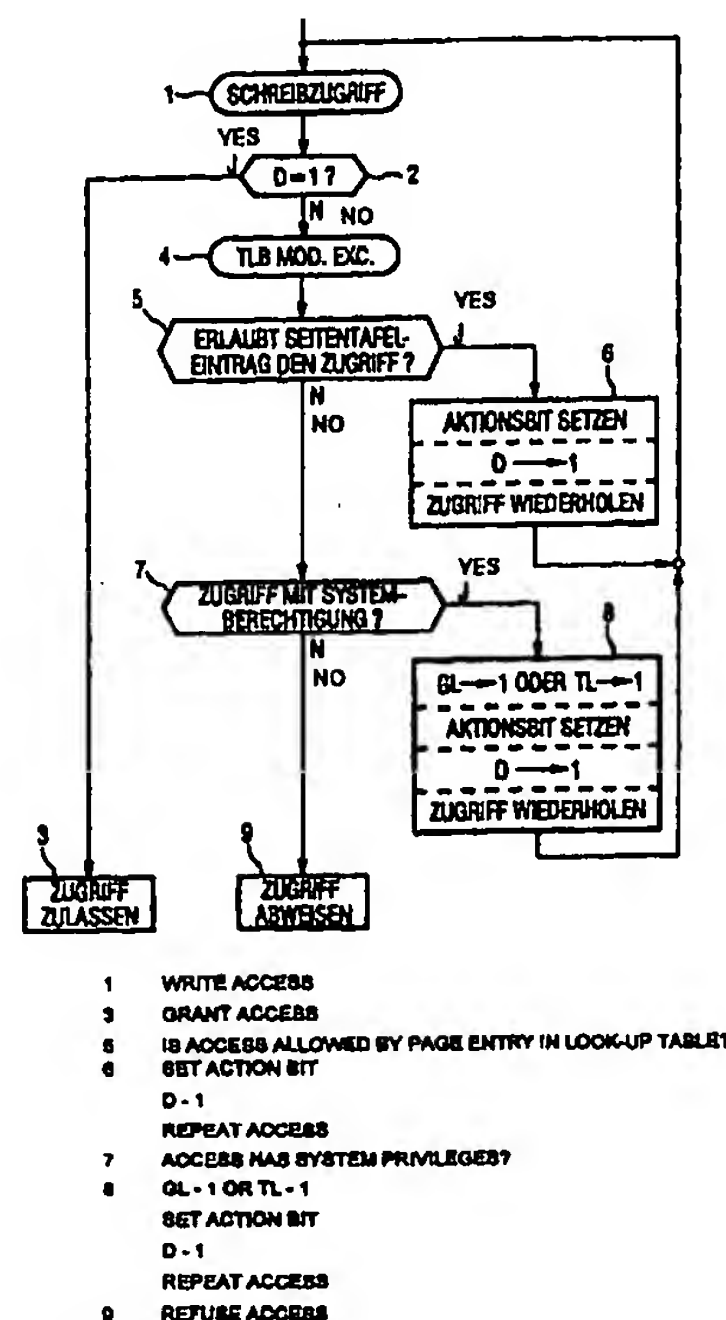 1 SCHREIBZUGRIFF
YES
D=1? 2
N NO
4 TLB MOD. EXC.
5
ERLAUBT SEITENTAFEL-
EINTRAG DEN ZUGRIFF?
YES
N
NO
6
AKTIONSBIT SETZEN
D → 1
ZUGRIFF WIEDERHOLEN
7
ZUGRIFF MIT SYSTEM-
BERECHTIGUNG?
YES
N
NO
8
GL→1 ODER TL→1
AKTIONSBIT SETZEN
D → 1
ZUGRIFF WIEDERHOLEN
3
ZUGRIFF
ZULASSEN
9
ZUGRIFF
ABWEISEN
1 WRITE ACCESS
3 GRANT ACCESS
5 IS ACCESS ALLOWED BY PAGE ENTRY IN LOOK-UP TABLE?
6 SET ACTION BIT
D - 1
REPEAT ACCESS
7 ACCESS HAS SYSTEM PRIVILEGES?
8 GL - 1 OR TL - 1
SET ACTION BIT
D - 1
REPEAT ACCESS
9 REFUSE ACCESS